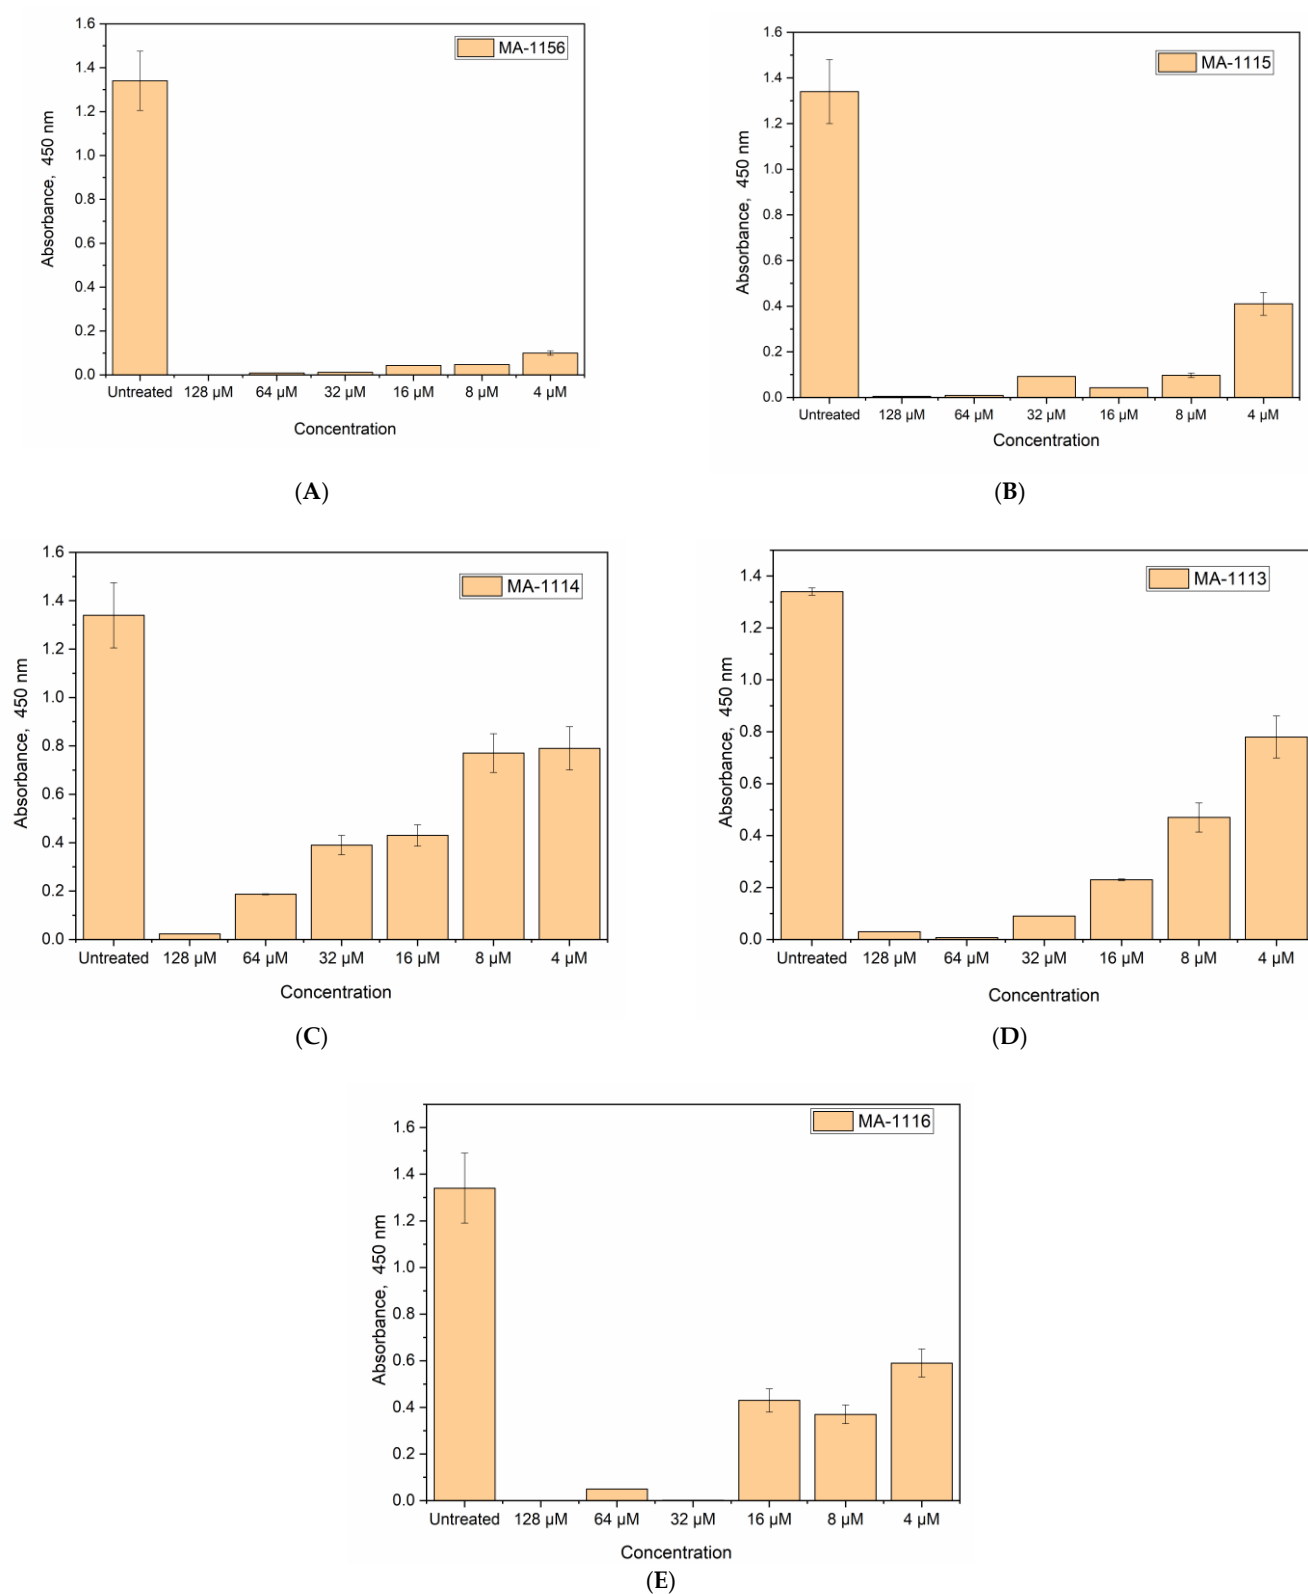 1.6
1.4
1.2
1.0
0.8
0.6
0.4
0.2
0.0
Absorbance, 450 nm
MA-1156
Untreated 128 µM 64 µM 32 µM 16 µM 8 µM 4 µM
Concentration
(A)
1.6
1.4
1.2
1.0
0.8
0.6
0.4
0.2
0.0
Absorbance, 450 nm
MA-1115
Untreated 128 µM 64 µM 32 µM 16 µM 8 µM 4 µM
Concentration
(B)
1.6
1.4
1.2
1.0
0.8
0.6
0.4
0.2
0.0
Absorbance, 450 nm
MA-1114
Untreated 128 µM 64 µM 32 µM 16 µM 8 µM 4 µM
Concentration
(C)
1.4
1.2
1.0
0.8
0.6
0.4
0.2
0.0
Absorbance, 450 nm
MA-1113
Untreated 128 µM 64 µM 32 µM 16 µM 8 µM 4 µM
Concentration
(D)
1.6
1.4
1.2
1.0
0.8
0.6
0.4
0.2
0.0
Absorbance, 450 nm
MA-1116
Untreated 128 µM 64 µM 32 µM 16 µM 8 µM 4 µM
Concentration
(E)